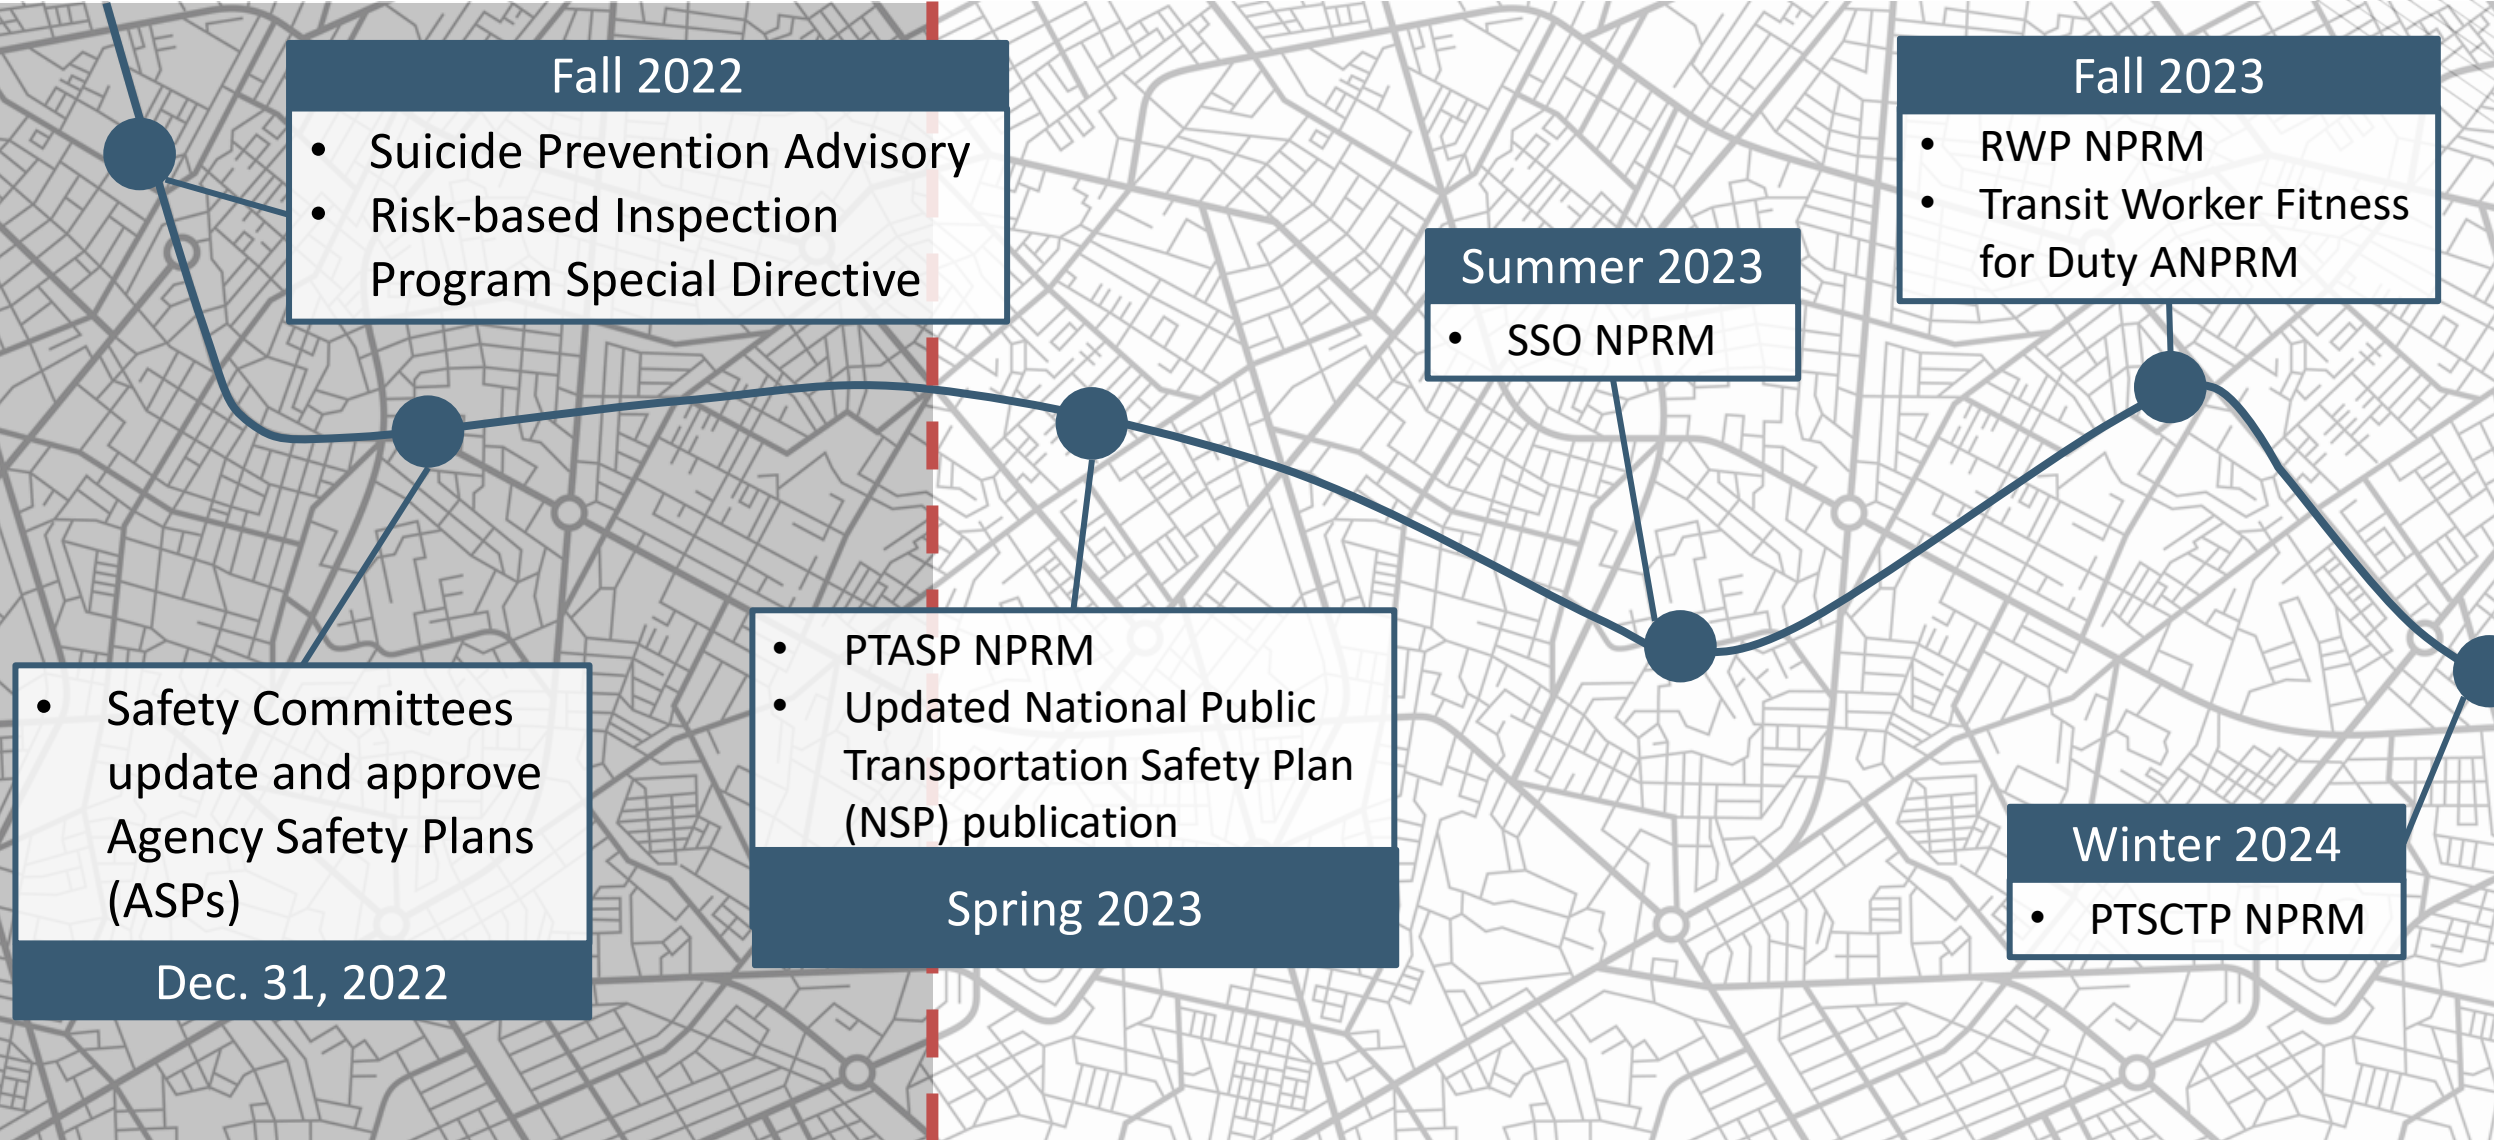 Fall 2022
• Suicide Prevention Advisory
• Risk-based Inspection
Program Special Directive
• Safety Committees
update and approve
Agency Safety Plans
(ASPs)
Dec. 31, 2022
• PTASP NPRM
• Updated National Public
Transportation Safety Plan
(NSP) publication
Spring 2023
Summer 2023
• SSO NPRM
Fall 2023
• RWP NPRM
• Transit Worker Fitness
for Duty ANPRM
Winter 2024
• PTSCTP NPRM